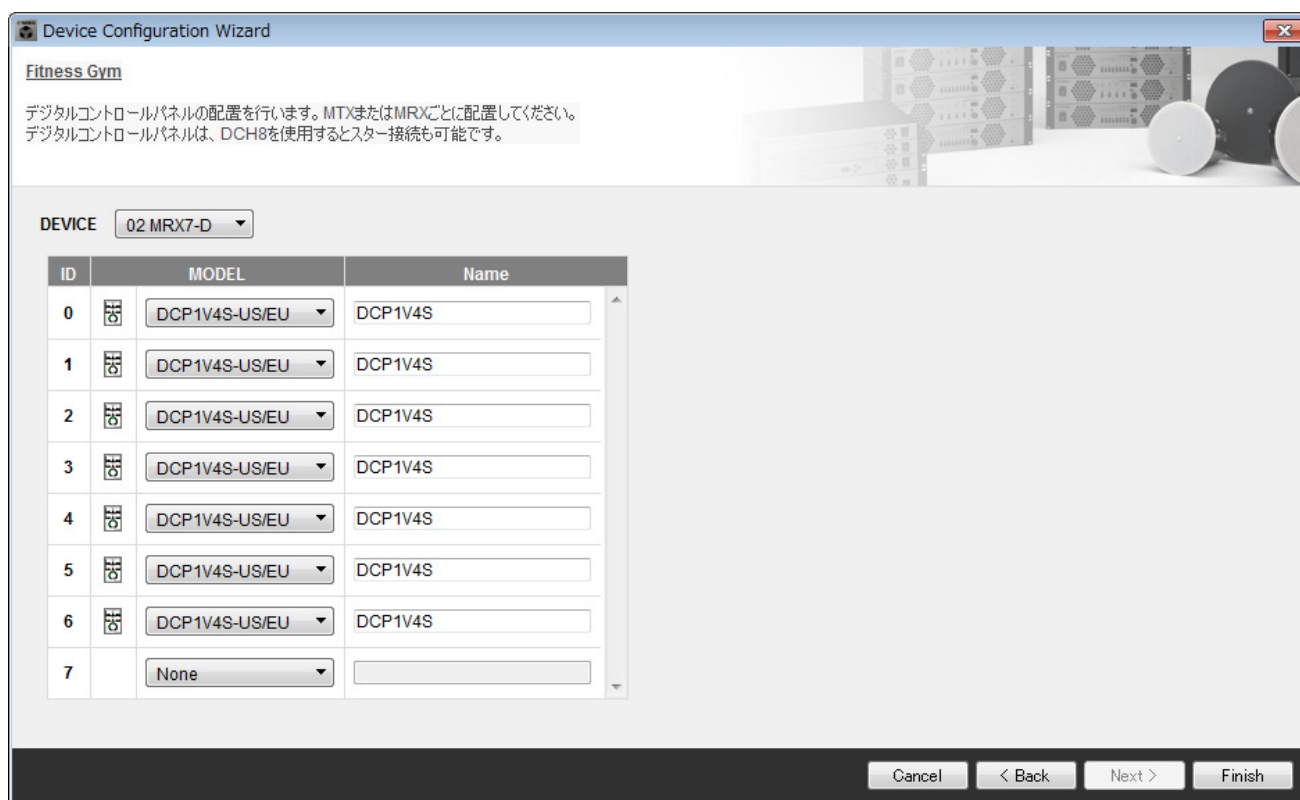 Device Configuration Wizard
Fitness Gym
デジタルコントロールパネルの配置を行います。MTXまたはMRXごとに配置してください。
デジタルコントロールパネルは、DCH8を使用するとスター接続も可能です。
DEVICE 02 MRX7-D
ID MODEL Name
0 DCP1V4S-US/EU DCP1V4S
1 DCP1V4S-US/EU DCP1V4S
2 DCP1V4S-US/EU DCP1V4S
3 DCP1V4S-US/EU DCP1V4S
4 DCP1V4S-US/EU DCP1V4S
5 DCP1V4S-US/EU DCP1V4S
6 DCP1V4S-US/EU DCP1V4S
7 None
Cancel < Back Next > Finish